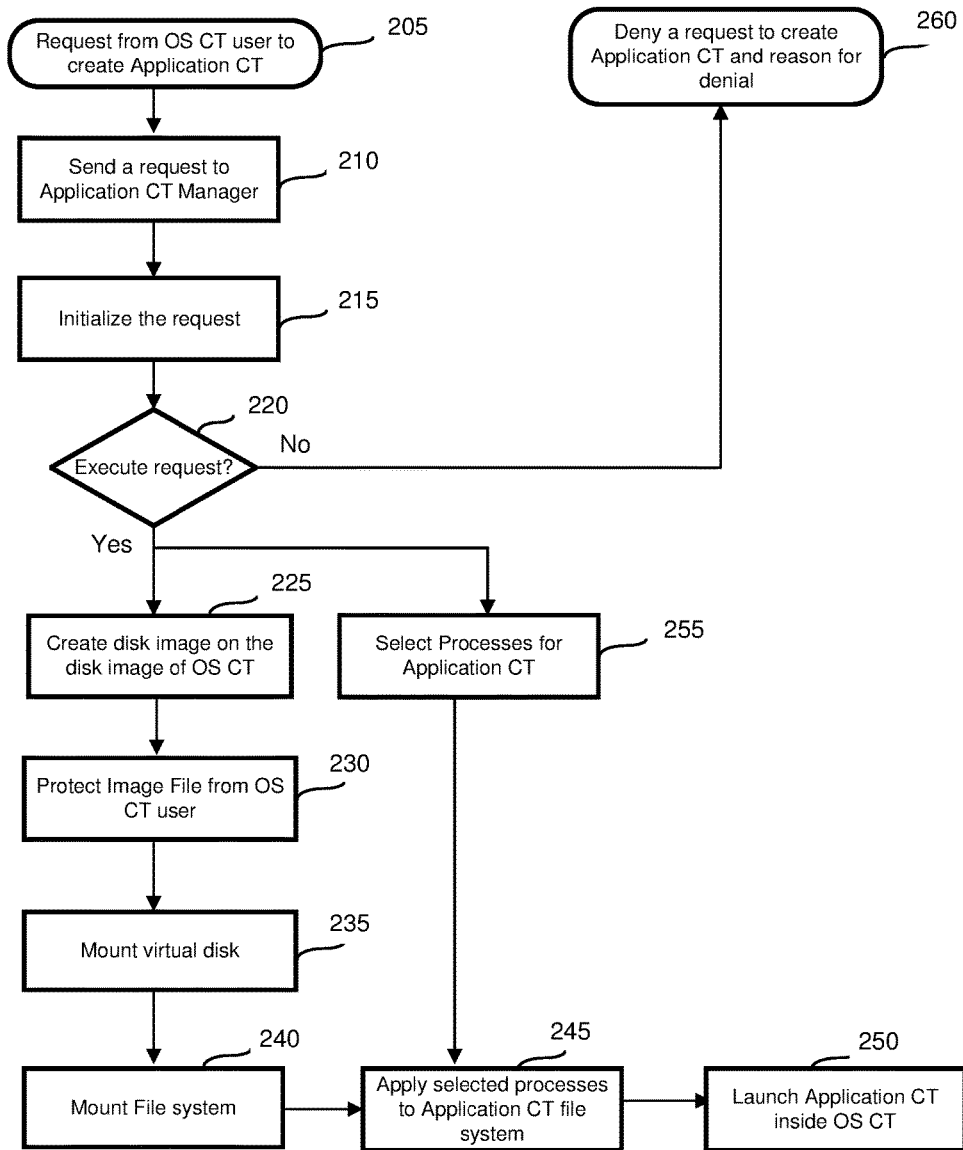 Request from OS CT user to
create Application CT
205
Deny a request to create
Application CT and reason for
denial
260
Send a request to
Application CT Manager
210
Initialize the request
215
220
Execute request?
No
Yes
225
Create disk image on the
disk image of OS CT
Select Processes for
Application CT
255
Protect Image File from OS
CT user
230
Mount virtual disk
235
240
Mount File system
245
Apply selected processes
to Application CT file
system
250
Launch Application CT
inside OS CT